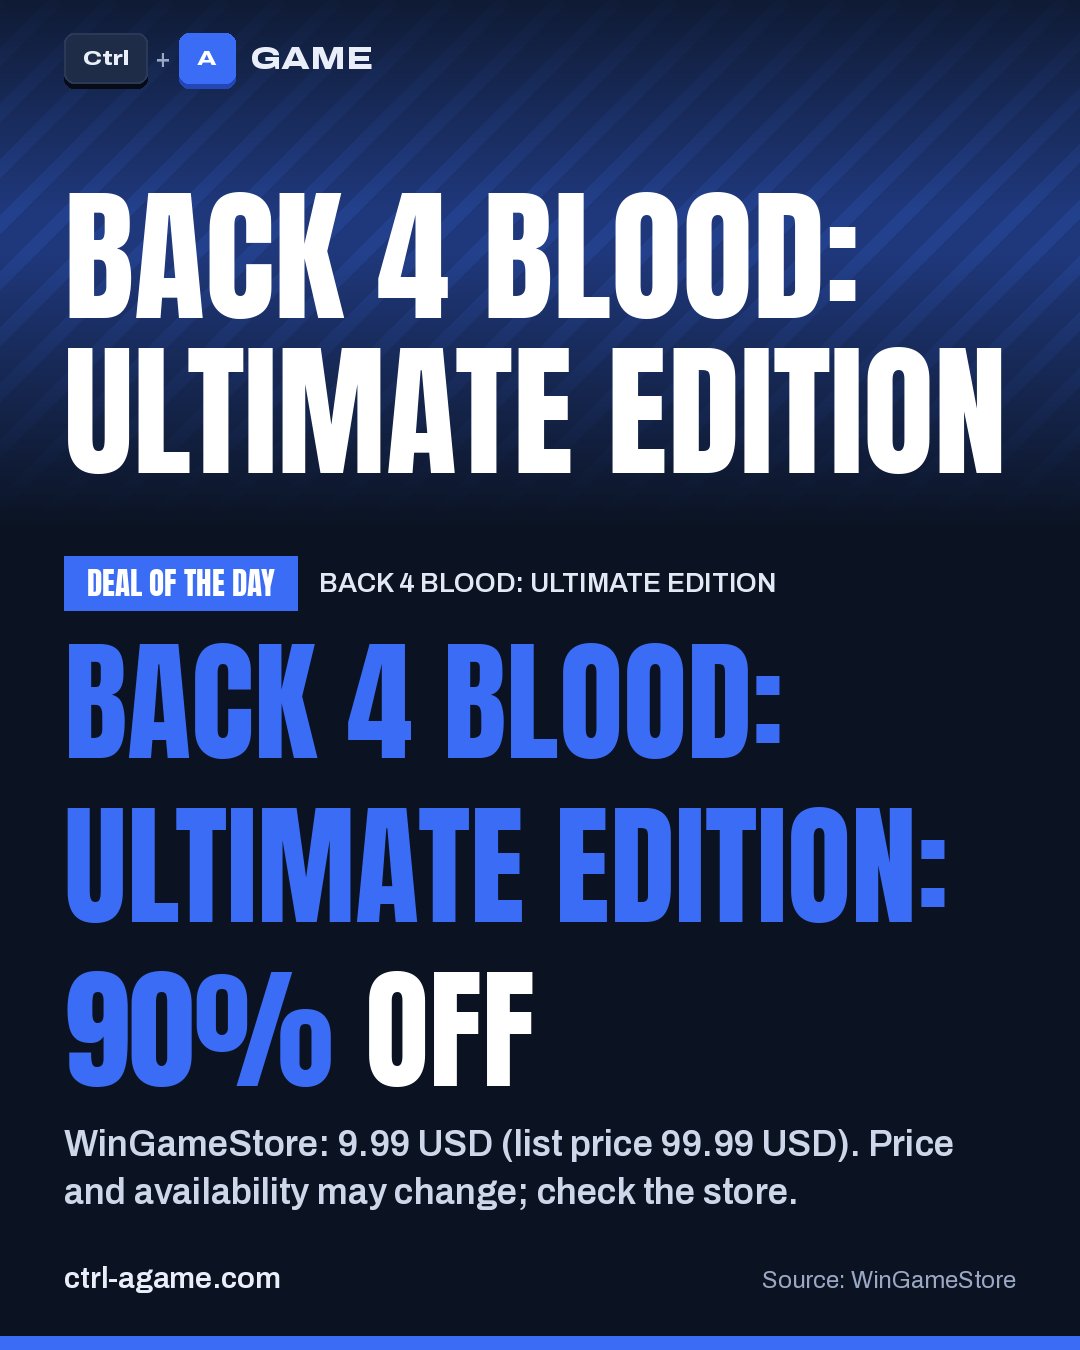 Ctrl + A GAME
BACK 4 BLOOD:
ULTIMATE EDITION
DEAL OF THE DAY BACK 4 BLOOD: ULTIMATE EDITION
BACK 4 BLOOD:
ULTIMATE EDITION:
90% OFF
WinGameStore: 9.99 USD (list price 99.99 USD). Price
and availability may change; check the store.
ctrl-agame.com Source: WinGameStore